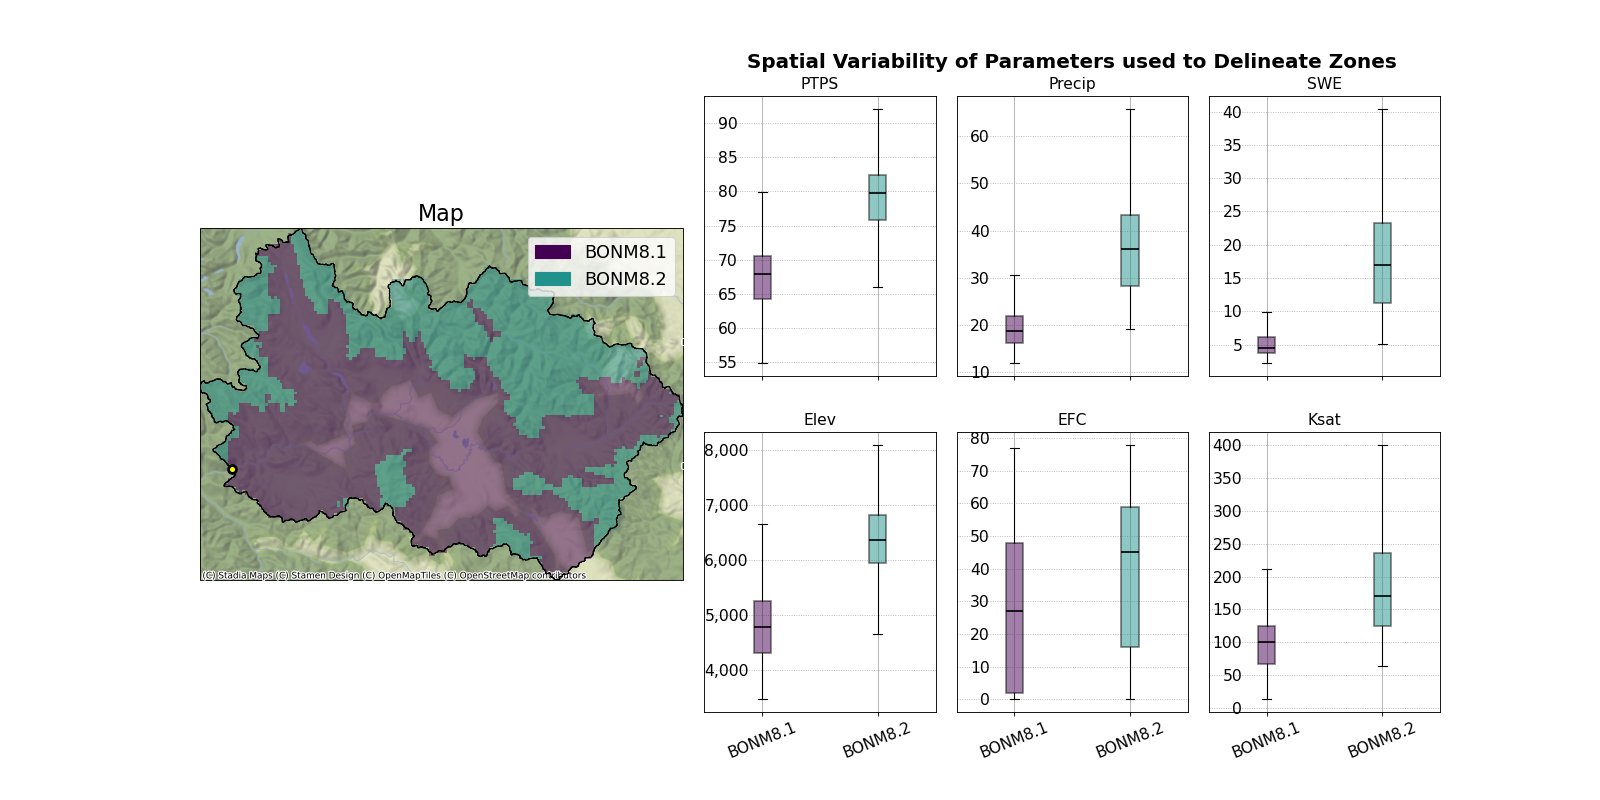 Spatial Variability of Parameters used to Delineate Zones
Map
BONM8.1
BONM8.2
(C) Stadia Maps (C) Stamen Design (C) OpenMapTiles (C) OpenStreetMap contributors
PTPS
90
85
80
75
70
65
60
55
Precip
60
50
40
30
20
10
SWE
40
35
30
25
20
15
10
5
Elev
8,000
7,000
6,000
5,000
4,000
BONM8.1
BONM8.2
EFC
80
70
60
50
40
30
20
10
0
BONM8.1
BONM8.2
Ksat
400
350
300
250
200
150
100
50
0
BONM8.1
BONM8.2